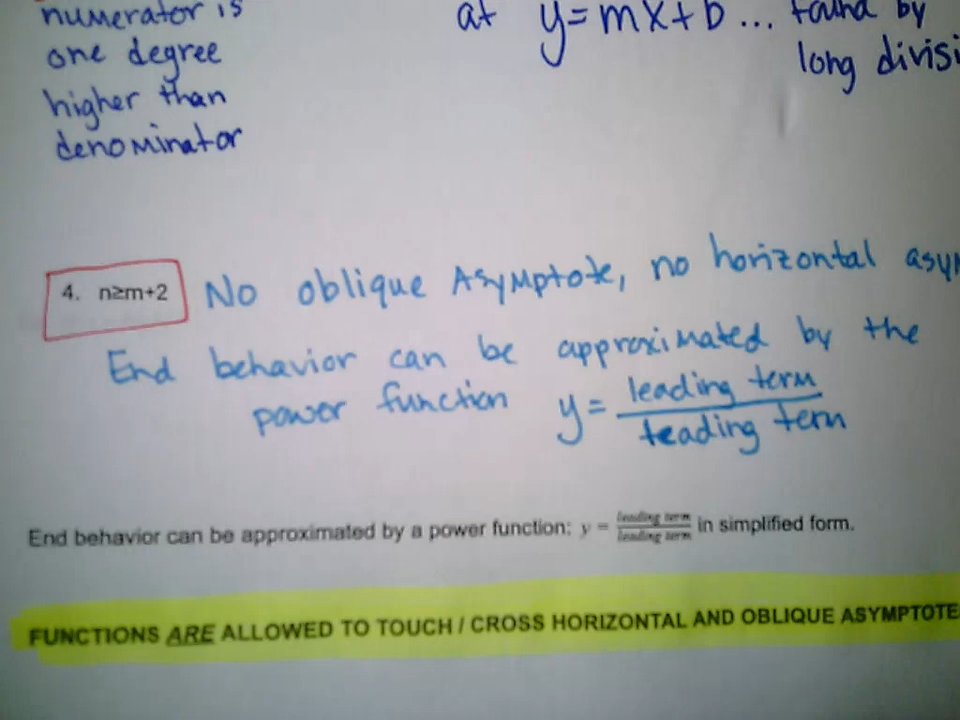 numerator is
one degree
higher than
denominator
at y=mx+b... found by
long divisi
4. n≥m+2 No oblique Asymptote, no horizontal asym
End behavior can be approximated by the
power function y = leading term
leading term
End behavior can be approximated by a power function: y = leading term / leading term in simplified form.
FUNCTIONS ARE ALLOWED TO TOUCH / CROSS HORIZONTAL AND OBLIQUE ASYMPTOTE